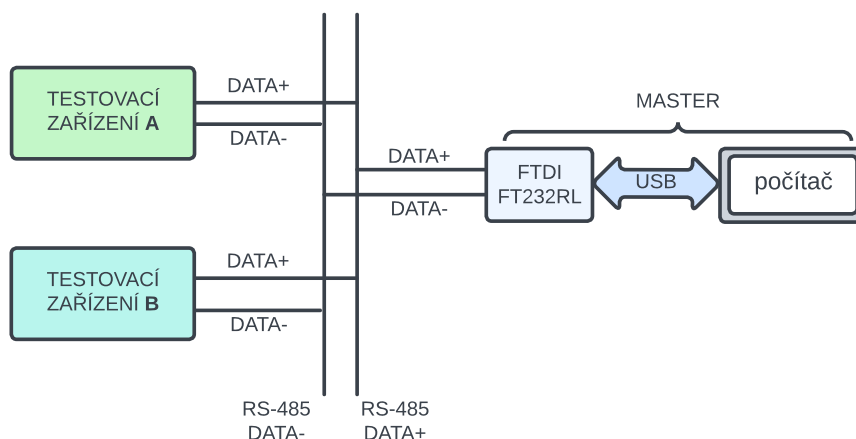 TESTOVACÍ
ZAŘÍZENÍ A
DATA+
DATA-
MASTER
DATA+
DATA-
FTDI
FT232RL
USB
počítač
TESTOVACÍ
ZAŘÍZENÍ B
DATA+
DATA-
RS-485
DATA-
RS-485
DATA+